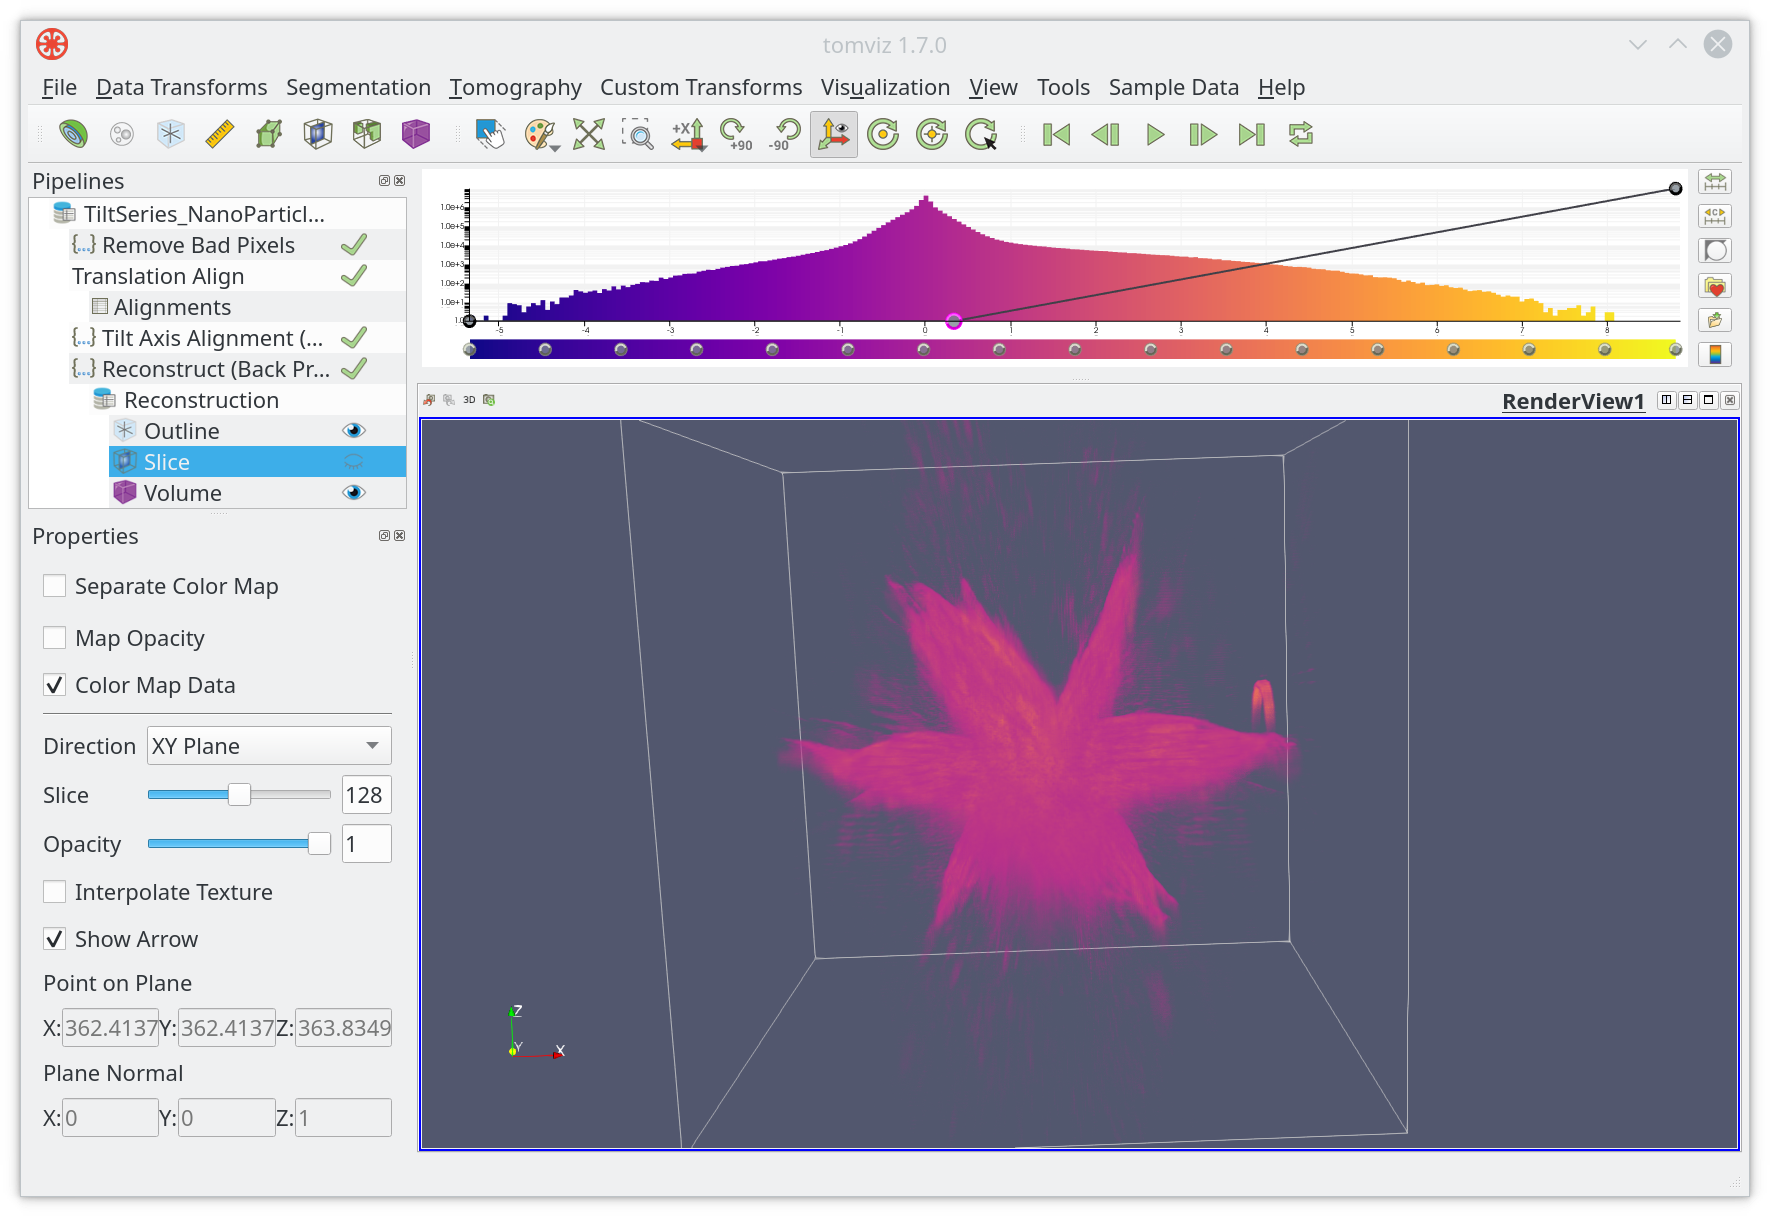 tomviz 1.7.0
File Data Transforms Segmentation Tomography Custom Transforms Visualization View Tools Sample Data Help
+X +90 -90
Pipelines
TiltSeries_NanoParticl...
{...} Remove Bad Pixels
Translation Align
Alignments
{...} Tilt Axis Alignment (...
{...} Reconstruct (Back Pr...
Reconstruction
Outline
Slice
Volume
Properties
Separate Color Map
Map Opacity
Color Map Data
Direction XY Plane
Slice 128
Opacity 1
Interpolate Texture
Show Arrow
Point on Plane
X: 362.4137 Y: 362.4137 Z: 363.8349
Plane Normal
X: 0 Y: 0 Z: 1
1.0e+6
1.0e+5
1.0e+4
1.0e+3
1.0e+2
1.0e+1
1.0
-5 -4 -3 -2 -1 0 1 2 3 4 5 6 7 8
C
3D RenderView1
Z
Y X